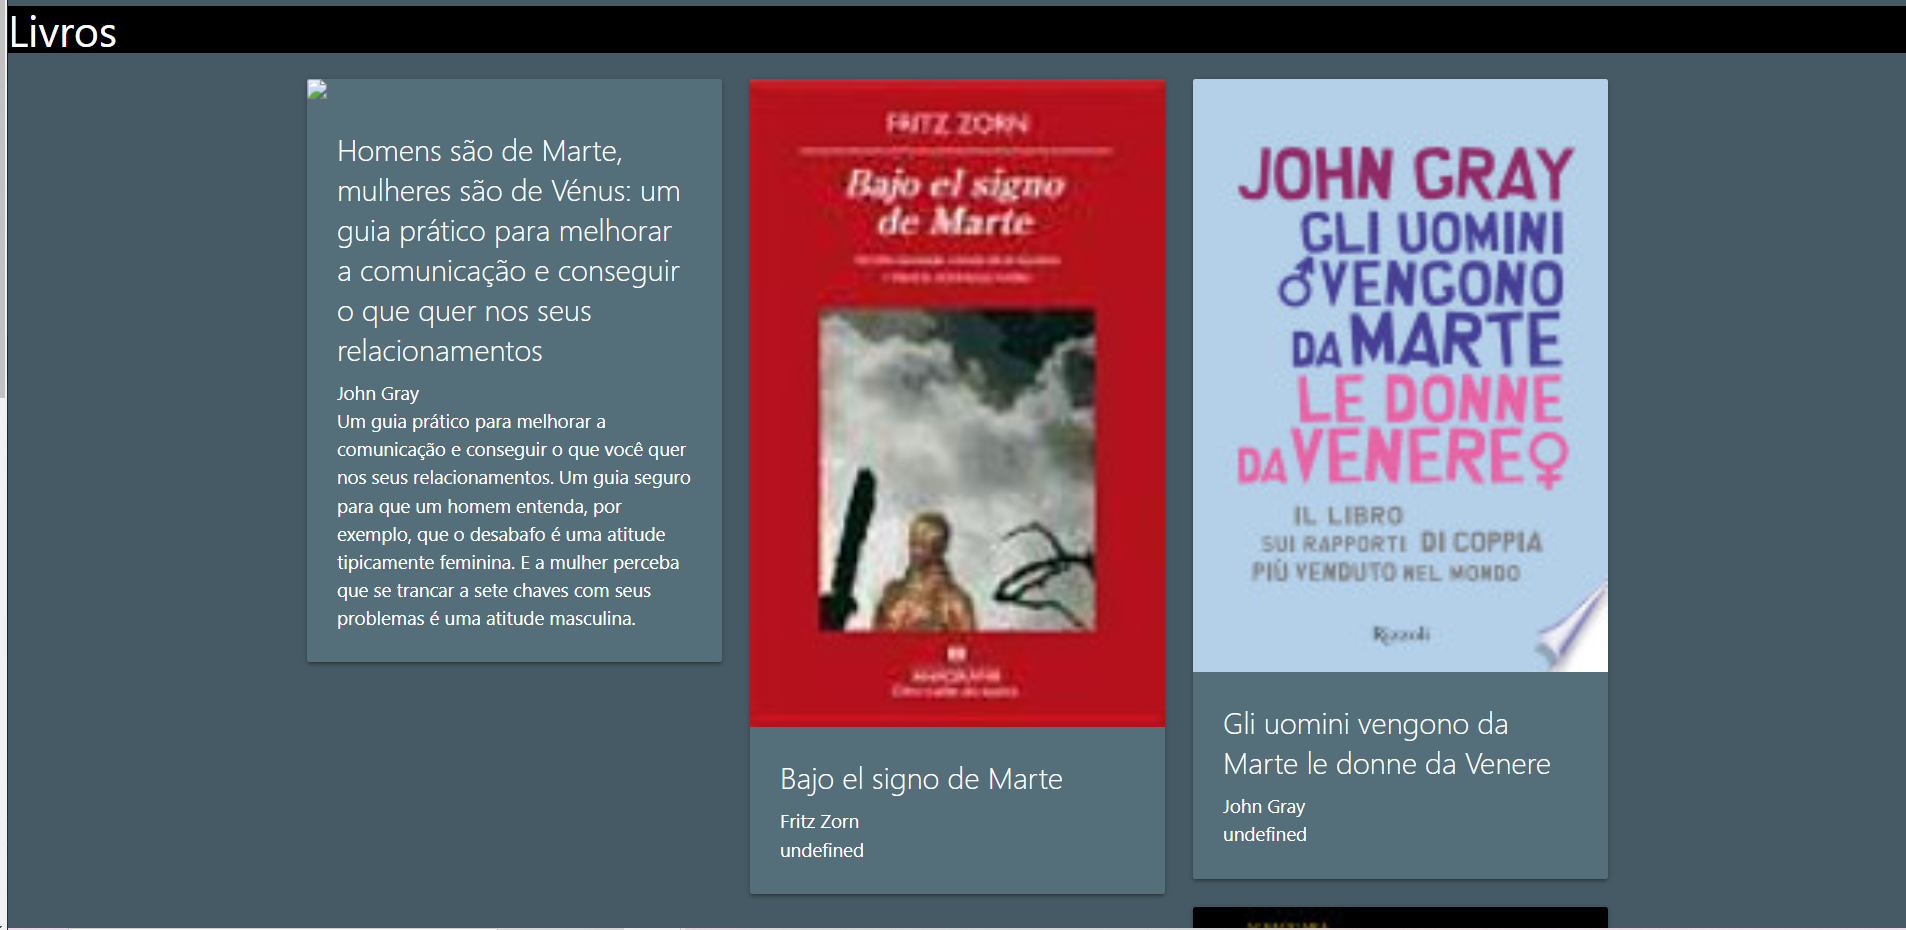 Livros
Homens são de Marte,
mulheres são de Vénus: um
guia prático para melhorar
a comunicação e conseguir
o que quer nos seus
relacionamentos
John Gray
Um guia prático para melhorar a
comunicação e conseguir o que você quer
nos seus relacionamentos. Um guia seguro
para que um homem entenda, por
exemplo, que o desabafo é uma atitude
tipicamente feminina. E a mulher perceba
que se trancar a sete chaves com seus
problemas é uma atitude masculina.
FRITZ ZORN
Bajo el signo
de Marte
ANAGRAMA
Bajo el signo de Marte
Fritz Zorn
undefined
JOHN GRAY
GLI UOMINI
VENGONO
DA MARTE
LE DONNE
DA VENERE
IL LIBRO
SUI RAPPORTI DI COPPIA
PIÙ VENDUTO NEL MONDO
Rizzoli
Gli uomini vengono da
Marte le donne da Venere
John Gray
undefined